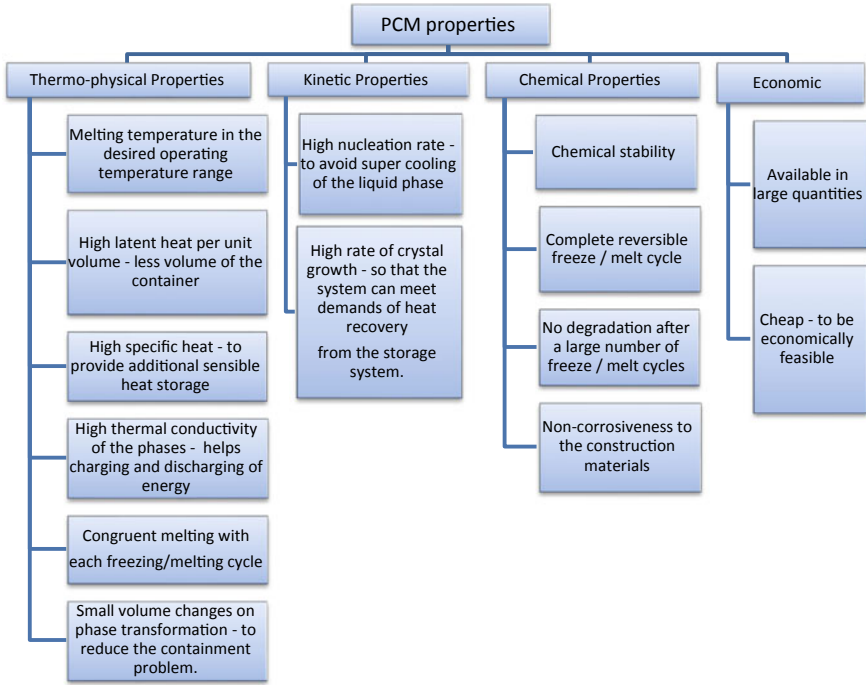 PCM properties
Thermo-physical Properties
Melting temperature in the
desired operating
temperature range
High latent heat per unit
volume - less volume of the
container
High specific heat - to
provide additional sensible
heat storage
High thermal conductivity
of the phases - helps
charging and discharging of
energy
Congruent melting with
each freezing/melting cycle
Small volume changes on
phase transformation - to
reduce the containment
problem.
Kinetic Properties
High nucleation rate -
to avoid super cooling
of the liquid phase
High rate of crystal
growth - so that the
system can meet
demands of heat
recovery
from the storage
system.
Chemical Properties
Chemical stability
Complete reversible
freeze / melt cycle
No degradation after
a large number of
freeze / melt cycles
Non-corrosiveness to
the construction
materials
Economic
Available in
large quantities
Cheap - to be
economically
feasible